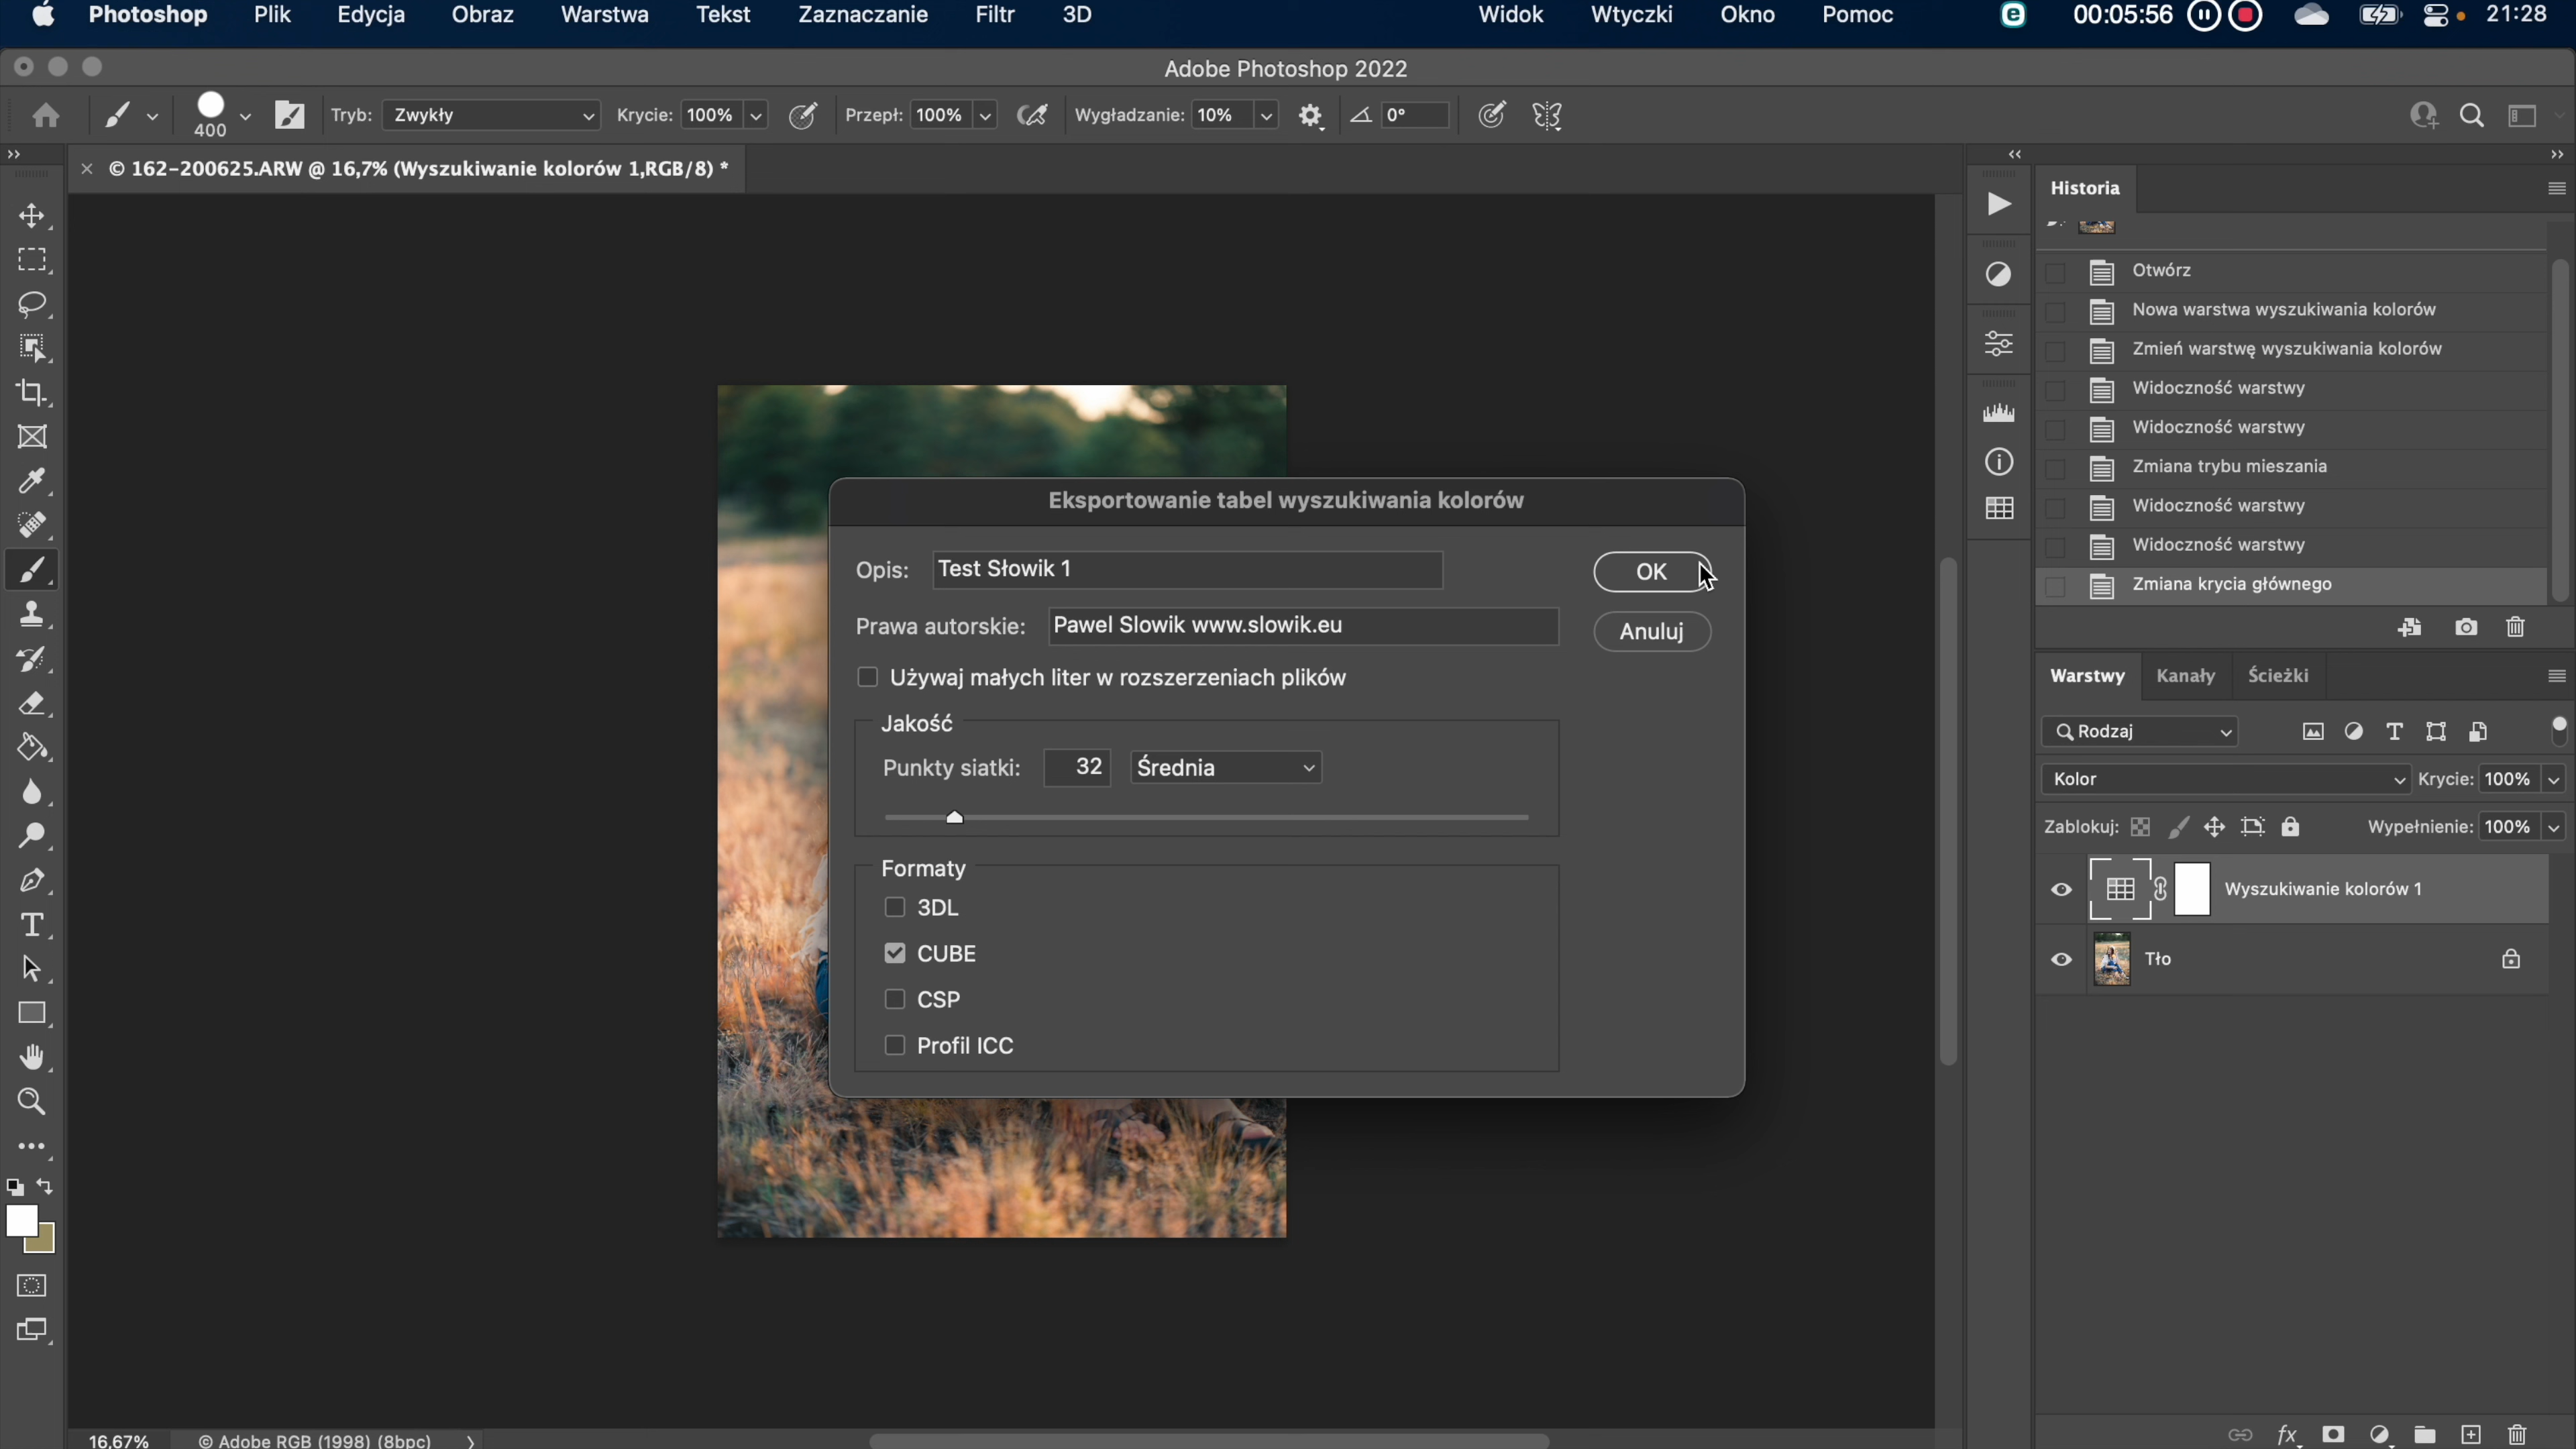 Photoshop Plik Edycja Obraz Warstwa Tekst Zaznaczanie Filtr 3D Widok Wtyczki Okno Pomoc 00:05:56 21:28
Adobe Photoshop 2022
400 Tryb: Zwykły Krycie: 100% Przepł: 100% Wygładzanie: 10% 0°
© 162-200625.ARW @ 16,7% (Wyszukiwanie kolorów 1,RGB/8) *
Historia
Otwórz
Nowa warstwa wyszukiwania kolorów
Zmień warstwę wyszukiwania kolorów
Widoczność warstwy
Widoczność warstwy
Zmiana trybu mieszania
Widoczność warstwy
Widoczność warstwy
Zmiana krycia głównego
Eksportowanie tabel wyszukiwania kolorów
Opis: Test Słowik 1
OK
Prawa autorskie: Pawel Slowik www.slowik.eu
Anuluj
Używaj małych liter w rozszerzeniach plików
Jakość
Punkty siatki: 32 Średnia
Formaty
3DL
CUBE
CSP
Profil ICC
Warstwy Kanały Ścieżki
Rodzaj
Kolor Krycie: 100%
Zablokuj: Wypełnienie: 100%
Wyszukiwanie kolorów 1
Tło
fx
16,67% © Adobe RGB (1998) (8bpc)